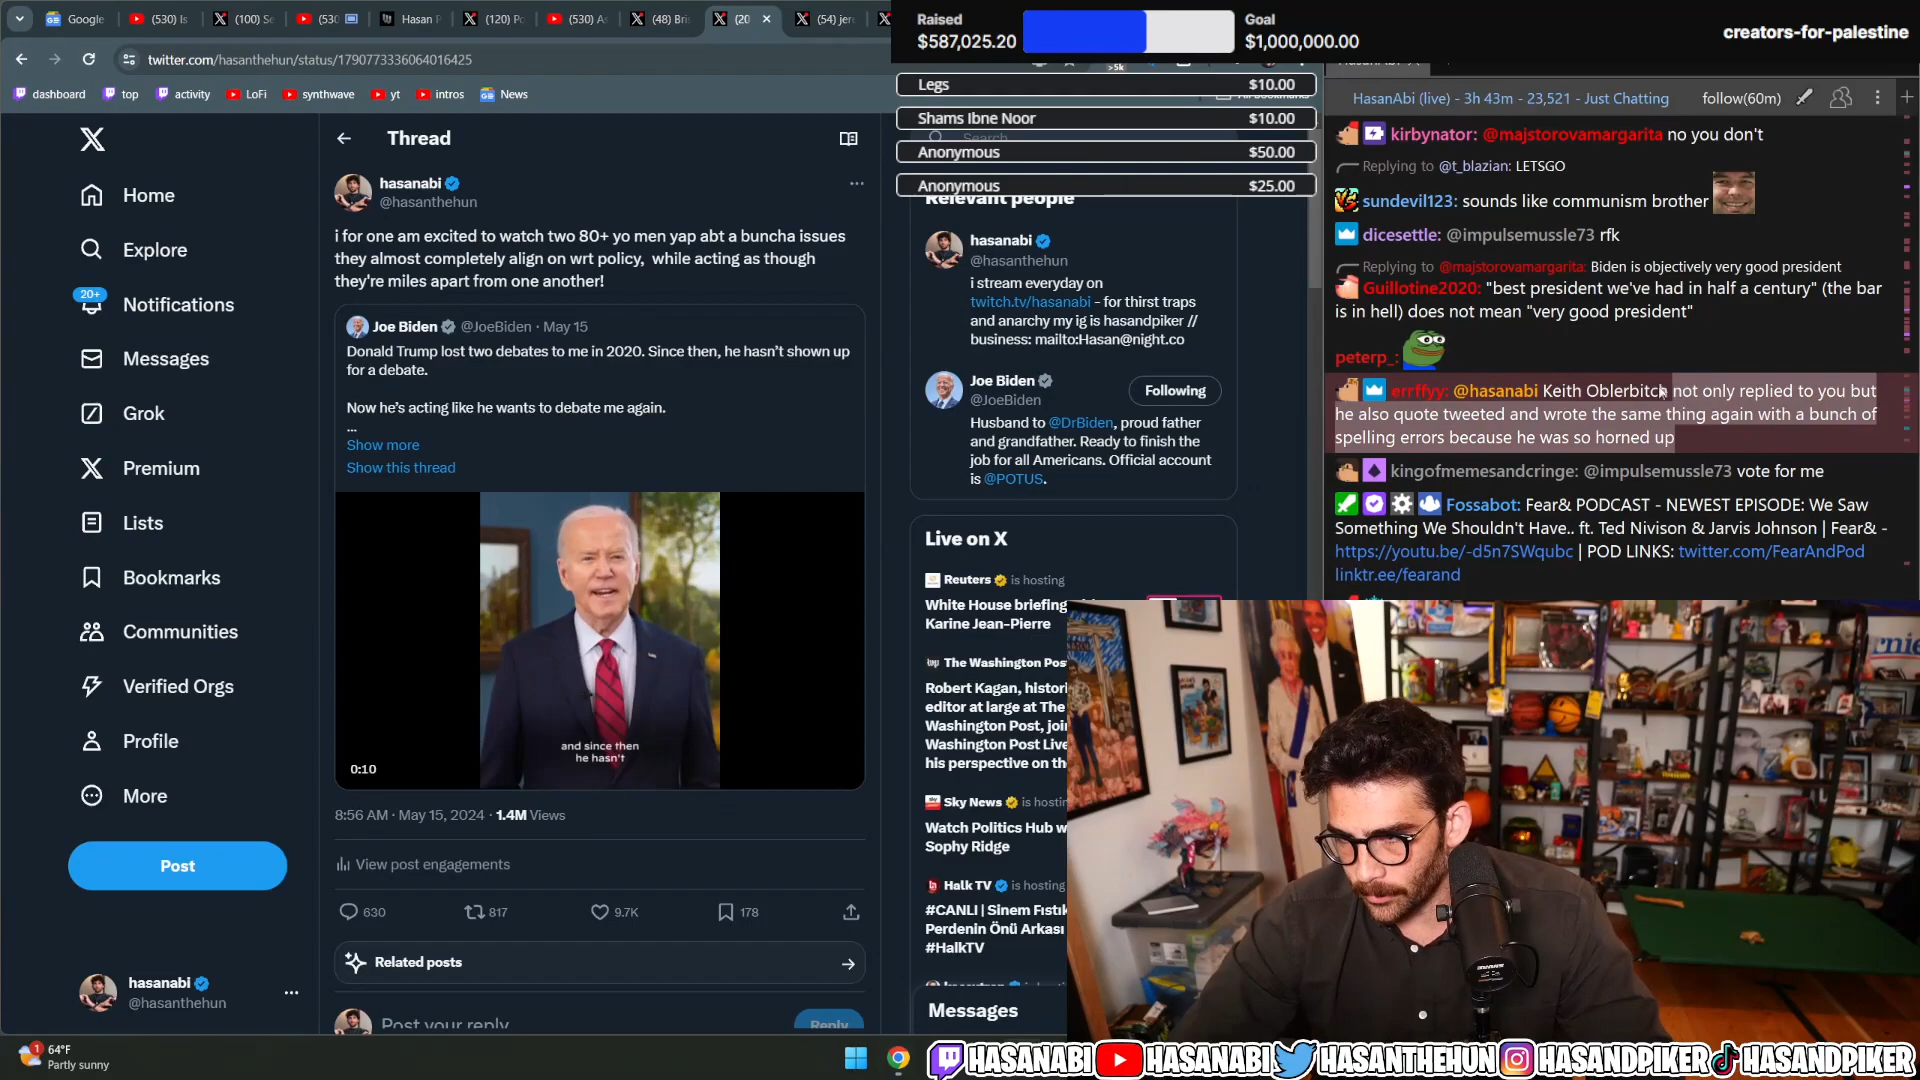 Google
(530) Is
(100) Se
(530
Hasan P
(120) Po
(530) As
(48) Bris
(20
(54) jere
twitter.com/hasanthehun/status/1790773336064016425
dashboard
top
activity
LoFi
synthwave
yt
intros
News
Raised
$587,025.20
Goal
$1,000,000.00
creators-for-palestine
>5k
Legs $10.00
Shams Ibne Noor $10.00
Anonymous $50.00
Anonymous $25.00
Home
Explore
20+
Notifications
Messages
Grok
Lists
Premium
Bookmarks
Communities
Verified Orgs
Profile
More
Post
hasanabi
@hasanthehun
Thread
hasanabi
@hasanthehun
i for one am excited to watch two 80+ yo men yap abt a buncha issues
they almost completely align on wrt policy, while acting as though
they're miles apart from one another!
Joe Biden @JoeBiden · May 15
Donald Trump lost two debates to me in 2020. Since then, he hasn't shown up
for a debate.
Now he's acting like he wants to debate me again.
...
Show more
Show this thread
and since then
he hasn't
0:10
8:56 AM · May 15, 2024 · 1.4M Views
View post engagements
630
817
9.7K
178
Related posts
Post your reply
Reply
Search
Relevant people
hasanabi
@hasanthehun
i stream everyday on
twitch.tv/hasanabi - for thirst traps
and anarchy my ig is hasandpiker //
business: mailto:Hasan@night.co
Joe Biden
@JoeBiden
Following
Husband to @DrBiden, proud father
and grandfather. Ready to finish the
job for all Americans. Official account
is @POTUS.
Live on X
Reuters is hosting
White House briefing
Karine Jean-Pierre
The Washington Post
Robert Kagan, histori
editor at large at The
Washington Post, joi
Washington Post Live
his perspective on th
Sky News is hostin
Watch Politics Hub w
Sophy Ridge
Halk TV is hostin
#CANLI | Sinem Fıstık
Perdenin Önü Arkası
#HalkTV
Messages
HasanAbi (live) - 3h 43m - 23,521 - Just Chatting
follow(60m)
kirbynator: @majstorovamargarita no you don't
Replying to @t_blazian: LETSGO
sundevil123: sounds like communism brother
dicesettle: @impulsemussle73 rfk
Replying to @majstorovamargarita: Biden is objectively very good president
Guillotine2020: "best president we've had in half a century" (the bar
is in hell) does not mean "very good president"
peterp_:
errffyy: @hasanabi Keith Oblerbitch not only replied to you but
he also quote tweeted and wrote the same thing again with a bunch of
spelling errors because he was so horned up
kingofmemesandcringe: @impulsemussle73 vote for me
Fossabot: Fear& PODCAST - NEWEST EPISODE: We Saw
Something We Shouldn't Have.. ft. Ted Nivison & Jarvis Johnson | Fear& -
https://youtu.be/-d5n7SWqubc | POD LINKS: twitter.com/FearAndPod
linktr.ee/fearand
1
64°F
Partly sunny
HASANABI
HASANABI
HASANTHEHUN
HASANDPIKER
HASANDPIKER